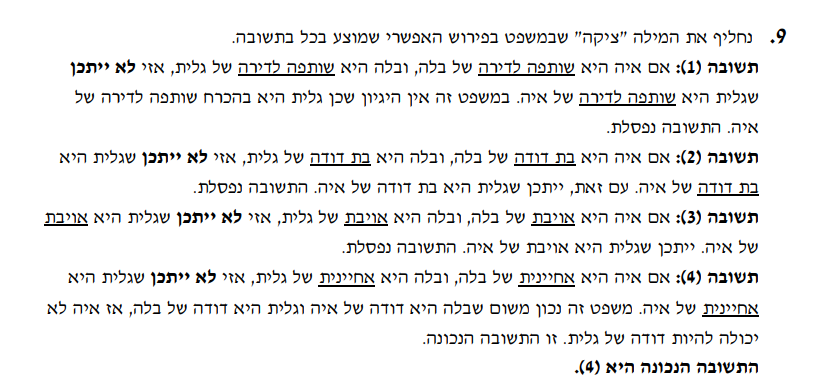 9. נחליף את המילה "ציקה" שבמשפט בפירוש האפשרי שמוצע בכל בתשובה.
תשובה (1): אם איה היא שותפה לדירה של בלה, ובלה היא שותפה לדירה של גלית, אזי לא ייתכן
שגלית היא שותפה לדירה של איה. במשפט זה אין היגיון שכן גלית היא בהכרח שותפה לדירה של
איה. התשובה נפסלת.
תשובה (2): אם איה היא בת דודה של בלה, ובלה היא בת דודה של גלית, אזי לא ייתכן שגלית היא
בת דודה של איה. עם זאת, ייתכן שגלית היא בת דודה של איה. התשובה נפסלת.
תשובה (3): אם איה היא אויבת של בלה, ובלה היא אויבת של גלית, אזי לא ייתכן שגלית היא אויבת
של איה. ייתכן שגלית היא אויבת של איה. התשובה נפסלת.
תשובה (4): אם איה היא אחיינית של בלה, ובלה היא אחיינית של גלית, אזי לא ייתכן שגלית היא
אחיינית של איה. משפט זה נכון משום שבלה היא דודה של איה וגלית היא דודה של בלה, אז איה לא
יכולה להיות דודה של גלית. זו התשובה הנכונה.
התשובה הנכונה היא (4).